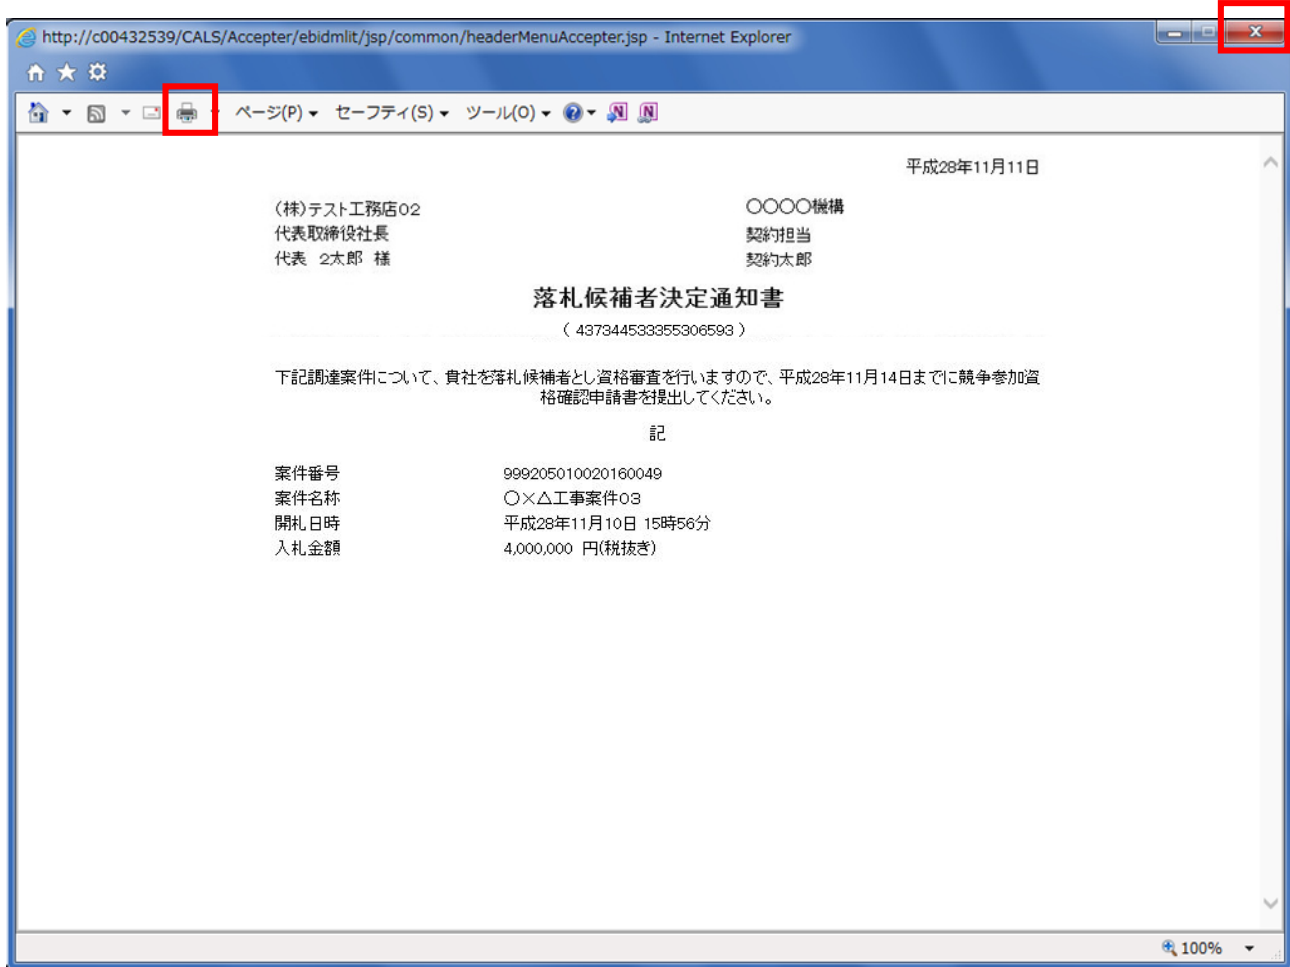 http://c00432539/CALS/Accepter/ebidmlit/jsp/common/headerMenuAccepter.jsp - Internet Explorer
ページ(P) セーフティ(S) ツール(O)
平成28年11月11日
(株)テスト工務店02
〇〇〇〇機構
代表取締役社長
契約担当
代表 2太郎 様
契約太郎
落札候補者決定通知書
( 437344533355306593 )
下記調達案件について、貴社を落札候補者とし資格審査を行いますので、平成28年11月14日までに競争参加資
格確認申請書を提出してください。
記
案件番号 999205010020160049
案件名称 〇×△工事案件03
開札日時 平成28年11月10日 15時56分
入札金額 4,000,000 円(税抜き)
100%